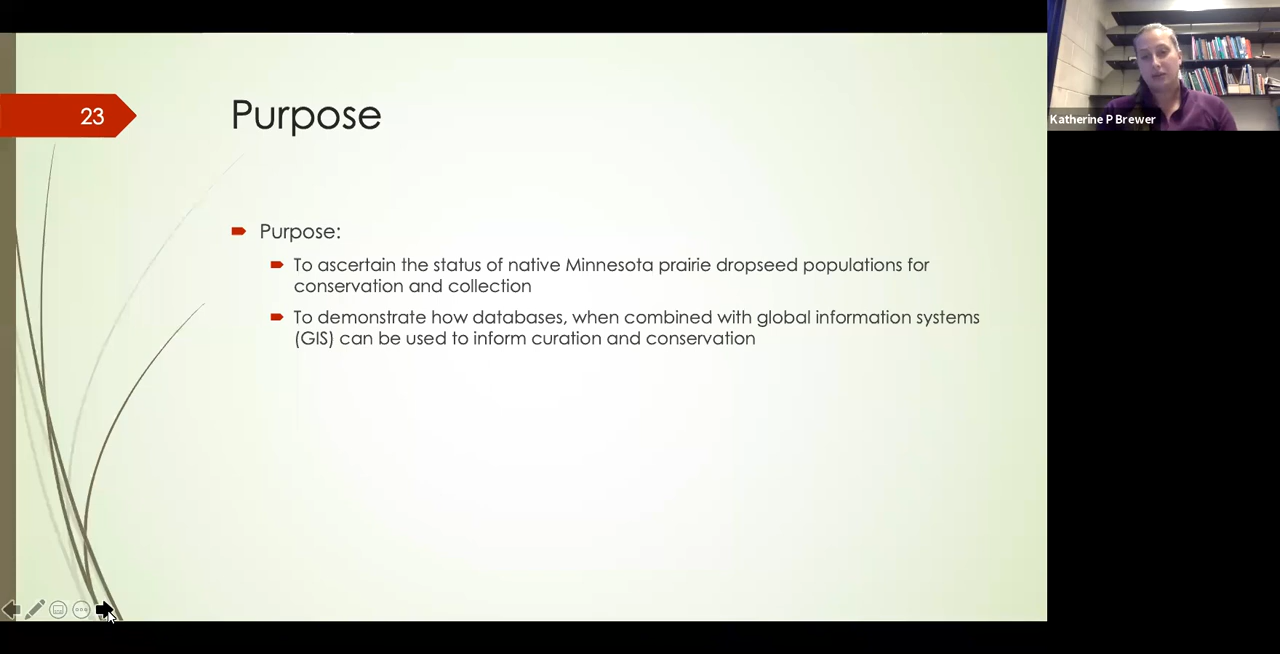 23
Purpose
Purpose:
To ascertain the status of native Minnesota prairie dropseed populations for
conservation and collection
To demonstrate how databases, when combined with global information systems
(GIS) can be used to inform curation and conservation
Katherine P Brewer